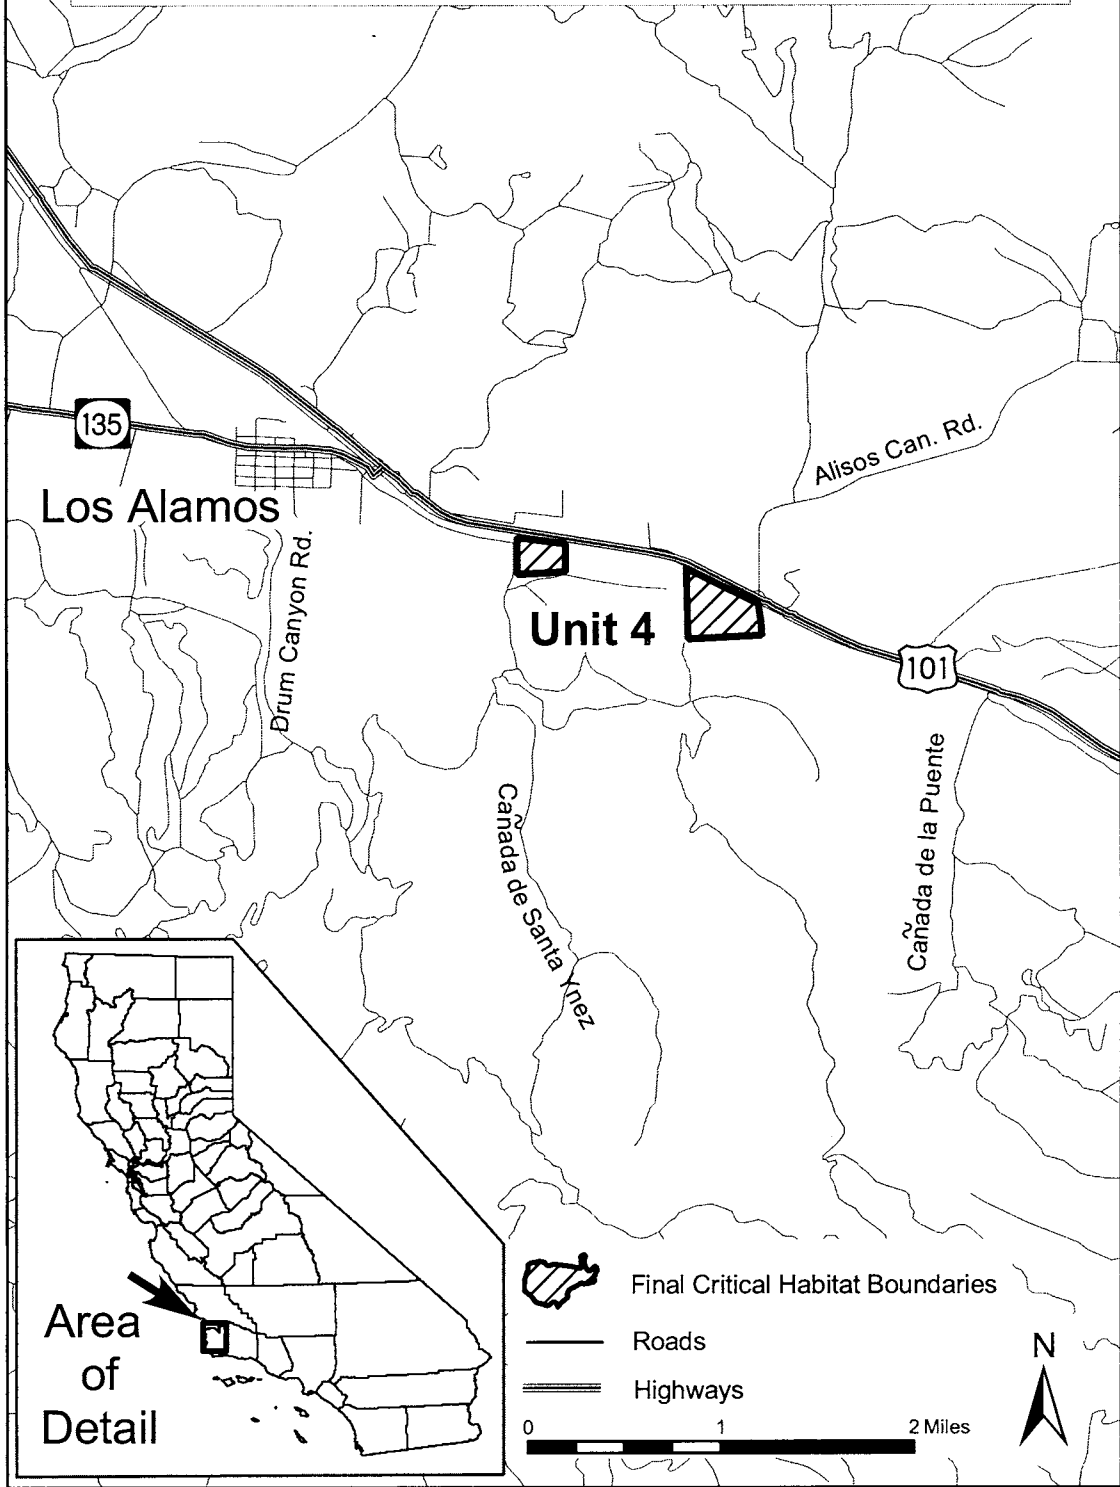 135
Los Alamos
Alisos Can. Rd.
Drum Canyon Rd.
Unit 4
101
Cañada de Santa Ynez
Cañada de la Puente
Area
of
Detail
Final Critical Habitat Boundaries
Roads
Highways
N
0 1 2 Miles